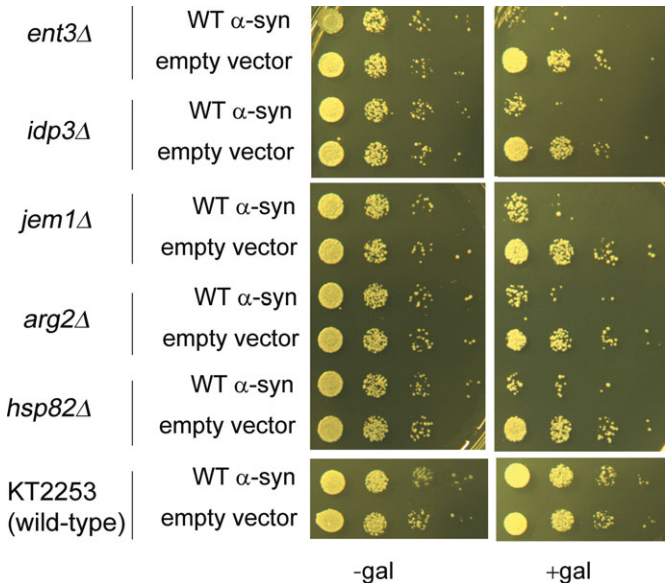 ent3Δ
WT α-syn
empty vector
idp3Δ
WT α-syn
empty vector
jem1Δ
WT α-syn
empty vector
arg2Δ
WT α-syn
empty vector
hsp82Δ
WT α-syn
empty vector
KT2253
(wild-type)
WT α-syn
empty vector
-gal
+gal